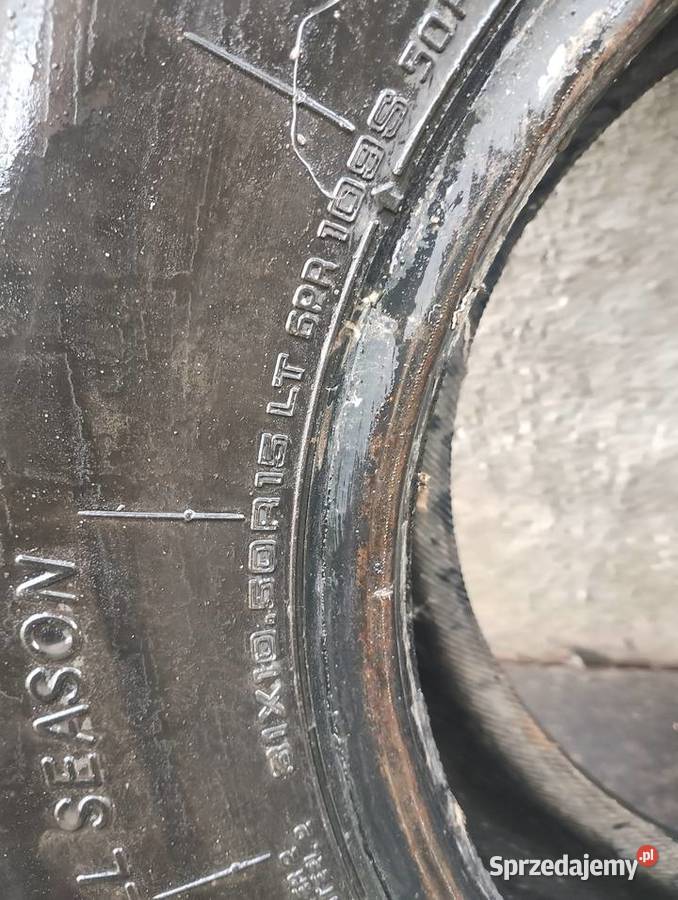 31X10.50R15 LT 6PR 109S
L SEASON
Sprzedajemy.pl